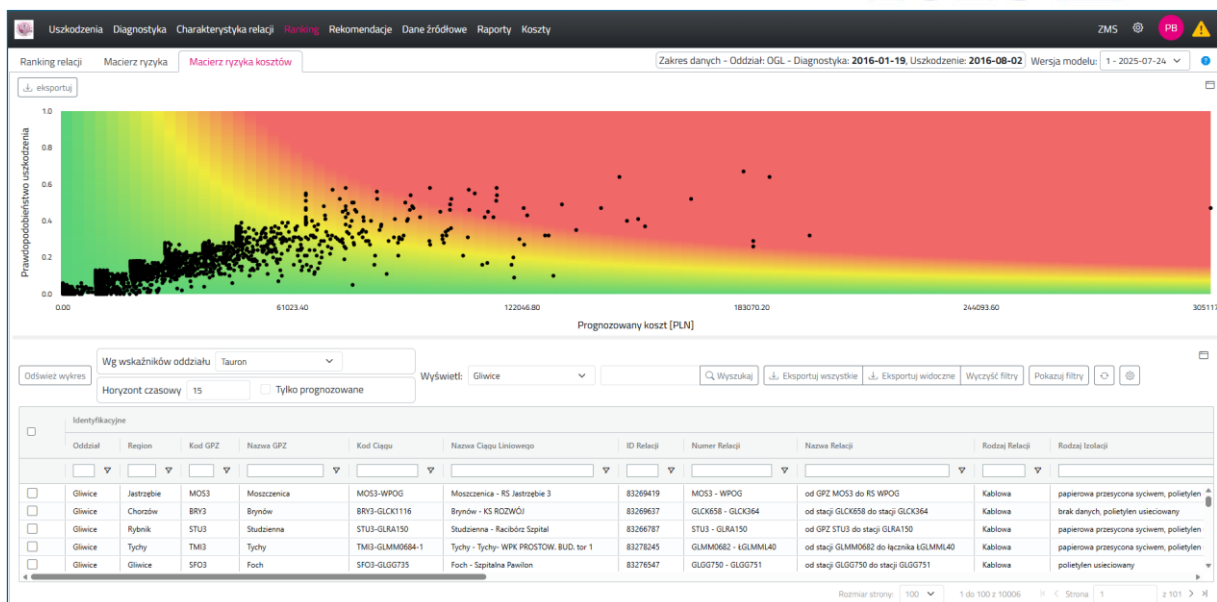 Uszkodzenia Diagnostyka Charakterystyka relacji Ranking Rekomendacje Dane źródłowe Raporty Koszty ZMS PB
Ranking relacji Macierz ryzyka Macierz ryzyka kosztów Zakres danych - Oddział: OGL - Diagnostyka: 2016-01-19, Uszkodzenie: 2016-08-02 Wersja modelu: 1 - 2025-07-24 ?
eksportuj
Prawdopodobieństwo uszkodzenia
1.0
0.8
0.6
0.4
0.2
0.0
0.00 61023.40 122046.80 183070.20 244093.60 305117
Prognozowany koszt [PLN]
Odśwież wykres
Wg wskaźników oddziału Tauron
Horyzont czasowy 15 Tylko prognozowane
Wyświetl: Gliwice Wyszukaj Eksportuj wszystkie Eksportuj widoczne Wyczyść filtry Pokazuj filtry
Identyfikacyjne
Oddział Region Kod GPZ Nazwa GPZ Kod Ciągu Nazwa Ciągu Liniowego ID Relacji Numer Relacji Nazwa Relacji Rodzaj Relacji Rodzaj Izolacji
Gliwice Jastrzębie MOS3 Moszczenica MOS3-WPOG Moszczenica - RS Jastrzębie 3 83269419 MOS3 - WPOG od GPZ MOS3 do RS WPOG Kablowa papierowa przesycona syciwem, polietylen
Gliwice Chorzów BRY3 Brynów BRY3-GLCK1116 Brynów - KS ROZWÓJ 83269637 GLCK658 - GLCK364 od stacji GLCK658 do stacji GLCK364 Kablowa brak danych, polietylen usieciowany
Gliwice Rybnik STU3 Studzienna STU3-GLRA150 Studzienna - Racibórz Szpital 83266787 STU3 - GLRA150 od GPZ STU3 do stacji GLRA150 Kablowa papierowa przesycona syciwem, polietylen
Gliwice Tychy TMI3 Tychy TMI3-GLMM0684-1 Tychy - Tychy- WPK PROSTOW. BUD. tor 1 83278245 GLMM0682 - ŁGLMML40 od stacji GLMM0682 do łącznika ŁGLMML40 Kablowa papierowa przesycona syciwem, polietylen
Gliwice Gliwice SFO3 Foch SFO3-GLGG735 Foch - Szpitalna Pawilon 83276547 GLGG750 - GLGG751 od stacji GLGG750 do stacji GLGG751 Kablowa polietylen usieciowany
Rozmiar strony: 100 1 do 100 z 10006 Strona 1 z 101